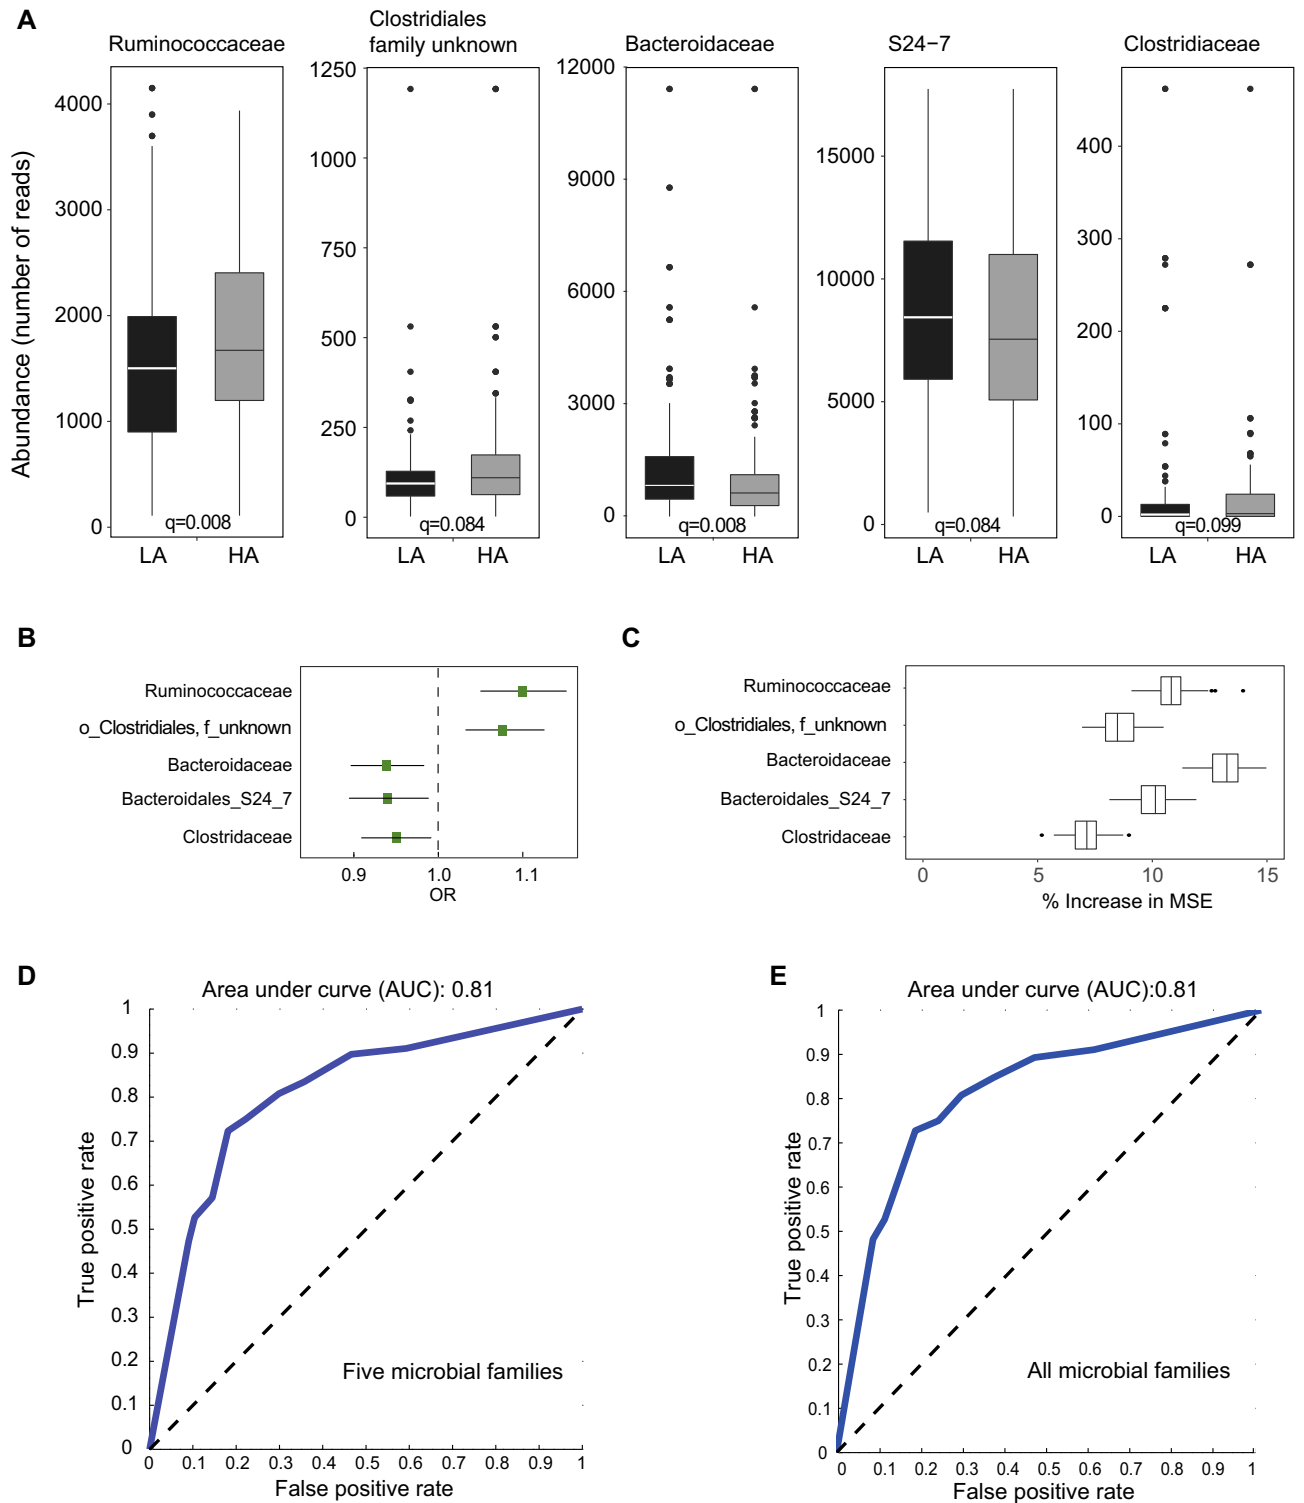 A
Ruminococcaceae
Clostridiales
family unknown
Bacteroidaceae
S24−7
Clostridiaceae
Abundance (number of reads)
4000
3000
2000
1000
0
q=0.008
LA HA
1250
1000
750
500
250
0
q=0.084
LA HA
12000
9000
6000
3000
0
q=0.008
LA HA
15000
10000
5000
0
q=0.084
LA HA
400
300
200
100
0
q=0.099
LA HA
B
Ruminococcaceae
o_Clostridiales, f_unknown
Bacteroidaceae
Bacteroidales_S24_7
Clostridaceae
0.9 1.0 1.1
OR
C
Ruminococcaceae
o_Clostridiales, f_unknown
Bacteroidaceae
Bacteroidales_S24_7
Clostridaceae
0 5 10 15
% Increase in MSE
D
Area under curve (AUC): 0.81
True positive rate
1
0.9
0.8
0.7
0.6
0.5
0.4
0.3
0.2
0.1
0
Five microbial families
0 0.1 0.2 0.3 0.4 0.5 0.6 0.7 0.8 0.9 1
False positive rate
E
Area under curve (AUC):0.81
True positive rate
1
0.9
0.8
0.7
0.6
0.5
0.4
0.3
0.2
0.1
0
All microbial families
0 0.1 0.2 0.3 0.4 0.5 0.6 0.7 0.8 0.9 1
False positive rate